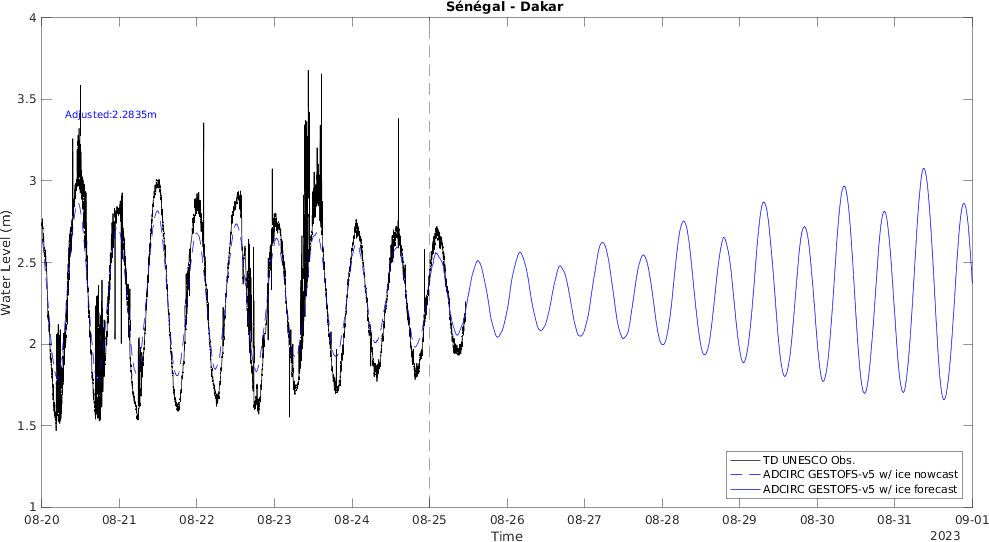 Sénégal - Dakar
4
3.5
3
2.5
2
1.5
1
Water Level (m)
Adjusted:2.2835m
TD UNESCO Obs.
ADCIRC GESTOFS-v5 w/ ice nowcast
ADCIRC GESTOFS-v5 w/ ice forecast
08-20 08-21 08-22 08-23 08-24 08-25 08-26 08-27 08-28 08-29 08-30 08-31 09-01
Time
2023